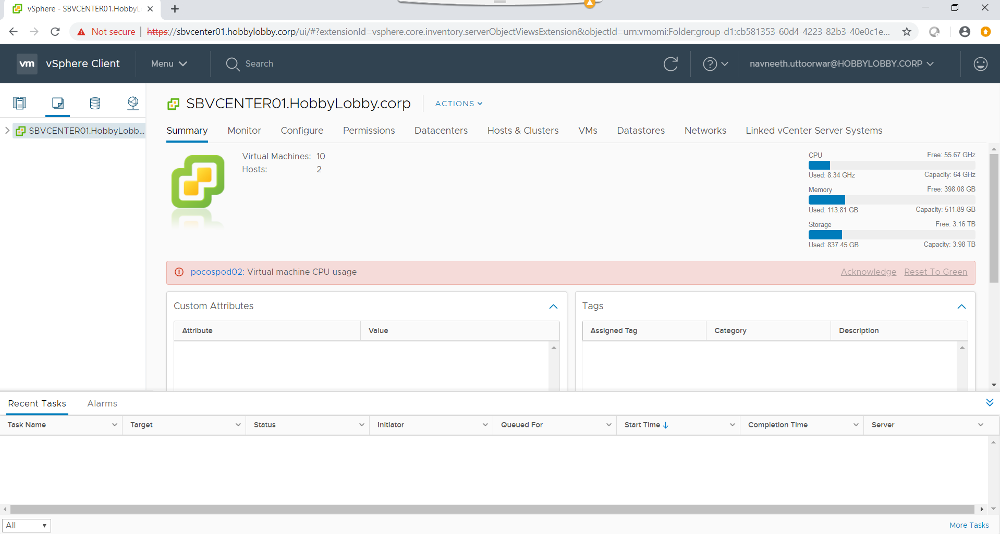 vSphere - SBVCENTER01.HobbyL
Not secure | https://sbvcenter01.hobbylobby.corp/ui/#?extensionId=vsphere.core.inventory.serverObjectViewsExtension&objectId=urn:vmomi:Folder:group-d1:cb581353-60d4-4223-82b3-40e0c1e...
vm vSphere Client Menu Search navneeth.uttoorwar@HOBBYLOBBY.CORP
SBVCENTER01.HobbyLobb...
SBVCENTER01.HobbyLobby.corp ACTIONS
Summary Monitor Configure Permissions Datacenters Hosts & Clusters VMs Datastores Networks Linked vCenter Server Systems
Virtual Machines: 10
Hosts: 2
CPU Free: 55.67 GHz
Used: 8.34 GHz Capacity: 64 GHz
Memory Free: 398.08 GB
Used: 113.81 GB Capacity: 511.89 GB
Storage Free: 3.16 TB
Used: 837.45 GB Capacity: 3.98 TB
pocospod02: Virtual machine CPU usage Acknowledge Reset To Green
Custom Attributes
Attribute Value
Tags
Assigned Tag Category Description
Recent Tasks Alarms
Task Name Target Status Initiator Queued For Start Time Completion Time Server
All
More Tasks